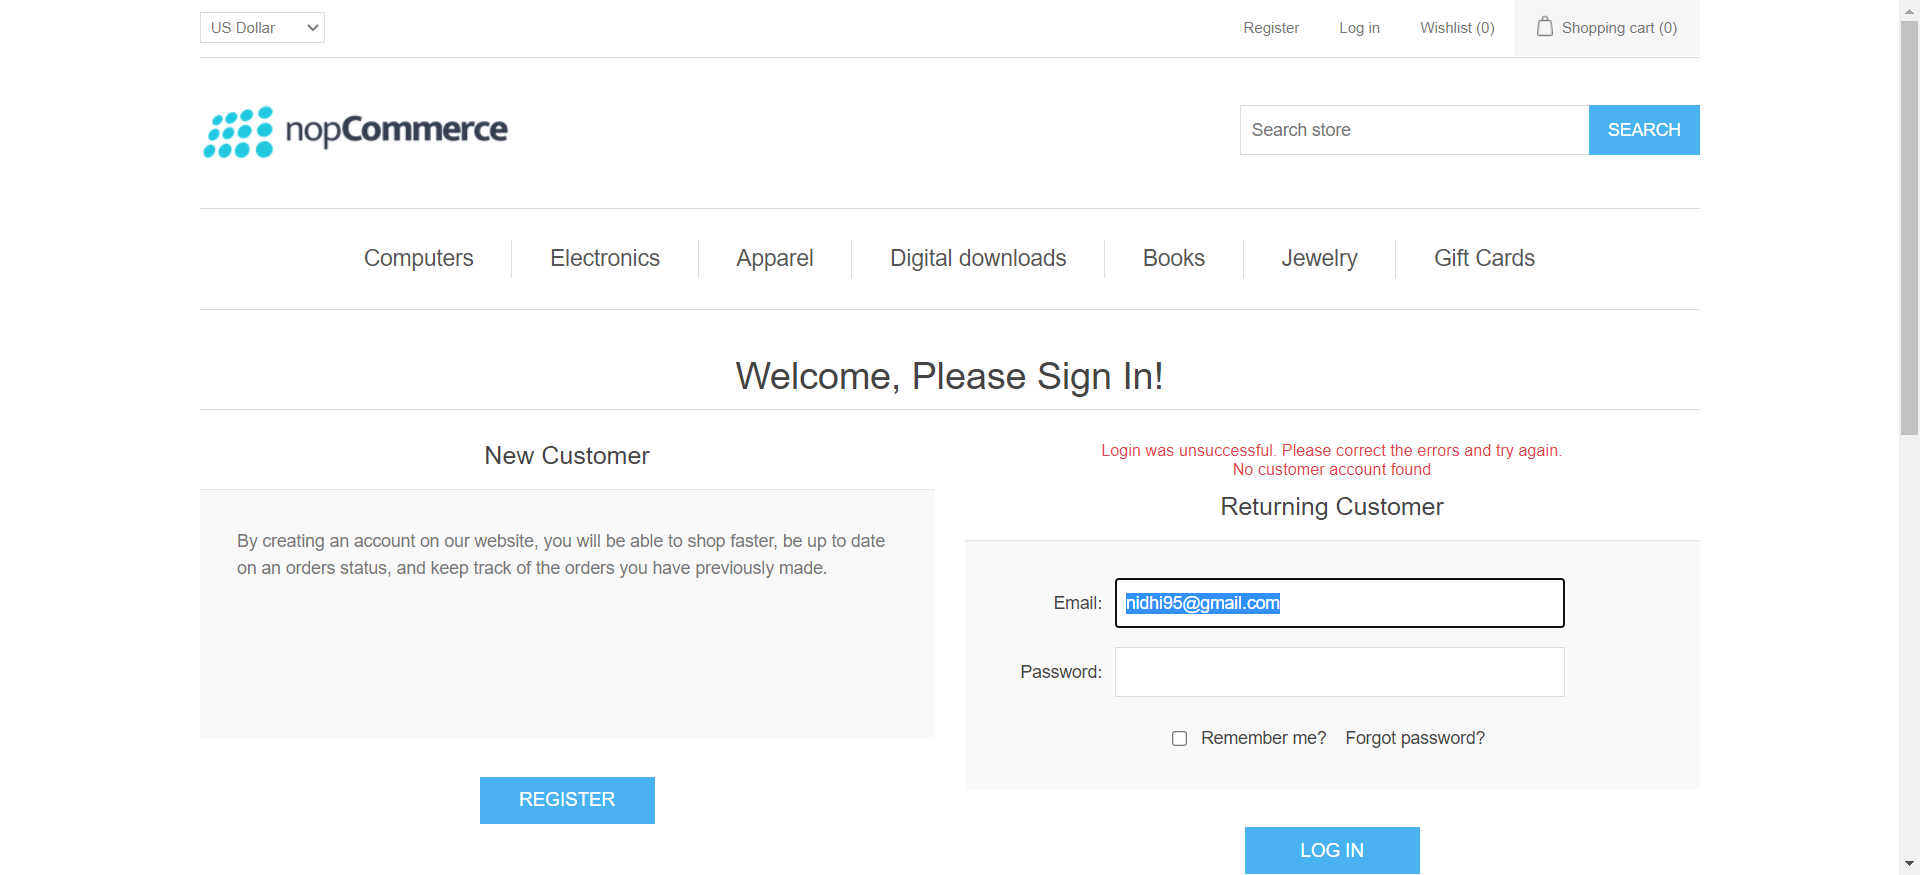 US Dollar
Register Log in Wishlist (0) Shopping cart (0)
nopCommerce
Search store SEARCH
Computers Electronics Apparel Digital downloads Books Jewelry Gift Cards
Welcome, Please Sign In!
New Customer
By creating an account on our website, you will be able to shop faster, be up to date
on an orders status, and keep track of the orders you have previously made.
REGISTER
Login was unsuccessful. Please correct the errors and try again.
No customer account found
Returning Customer
Email: nidhi95@gmail.com
Password:
Remember me? Forgot password?
LOG IN